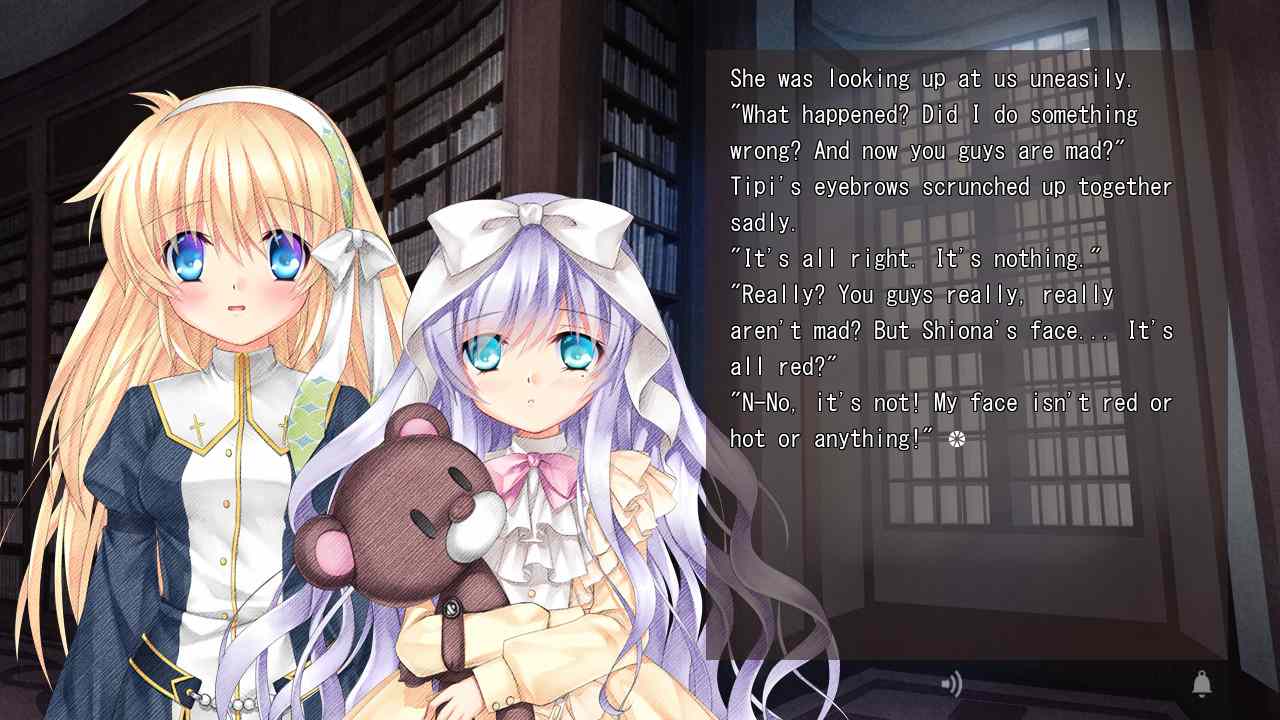 She was looking up at us uneasily.
"What happened? Did I do something
wrong? And now you guys are mad?"
Tipi's eyebrows scrunched up together
sadly.
"It's all right. It's nothing."
"Really? You guys really, really
aren't mad? But Shiona's face... It's
all red?"
"N-No, it's not! My face isn't red or
hot or anything!"
&